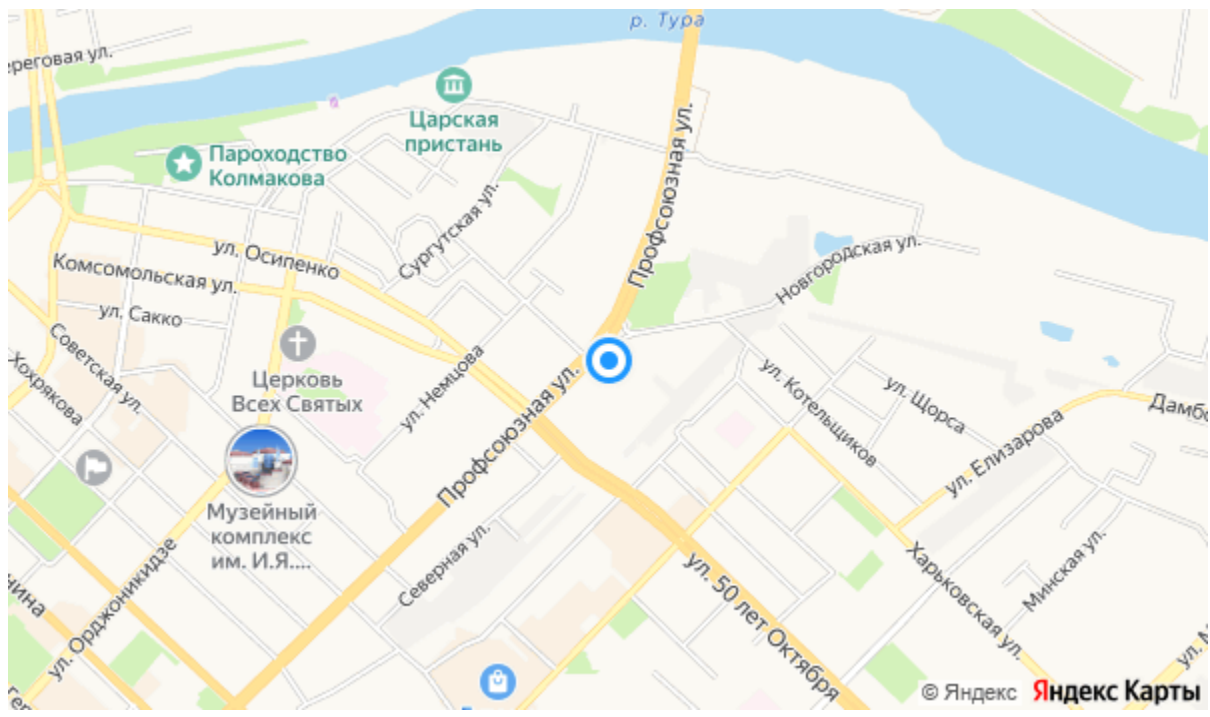 р. Тура
ереговая ул.
Царская
пристань
Пароходство
Колмакова
Профсоюзная ул.
Сургутская ул.
ул. Осипенко
Новгородская ул.
Комсомольская ул.
ул. Сакко
Советская ул.
Хохрякова
Церковь
Всех Святых
ул. Немцова
Профсоюзная ул.
ул. Котельщиков
ул. Щорса
Дамбо
ул. Елизарова
Музейный
комплекс
им. И.Я....
Северная ул.
ул. 50 лет Октября
Харьковская ул.
Минская ул.
ул. Орджоникидзе
нина
ул. М
Гер
© Яндекс Яндекс Карты